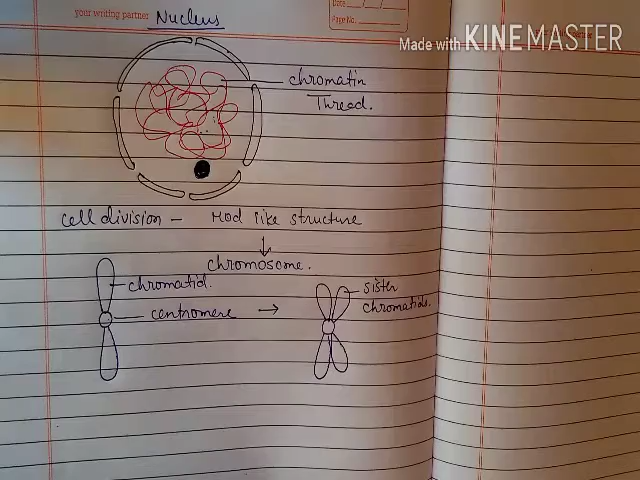 your writing partner Nucleus
Date / /
Page No.
Made with KINEMASTER
chromatin
Thread.
cell division – Rod like structure
↓
chromosome.
chromatid.
centromere →
sister
chromatids.